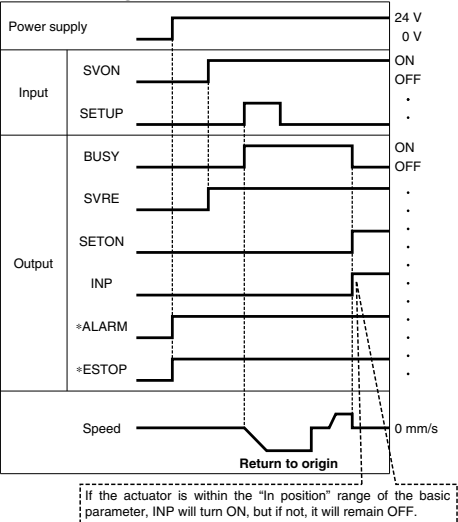 Power supply
24 V
0 V
Input
SVON
ON
OFF
SETUP
Output
BUSY
ON
OFF
SVRE
SETON
INP
∗ALARM
∗ESTOP
Speed
0 mm/s
Return to origin
If the actuator is within the “In position” range of the basic
parameter, INP will turn ON, but if not, it will remain OFF.